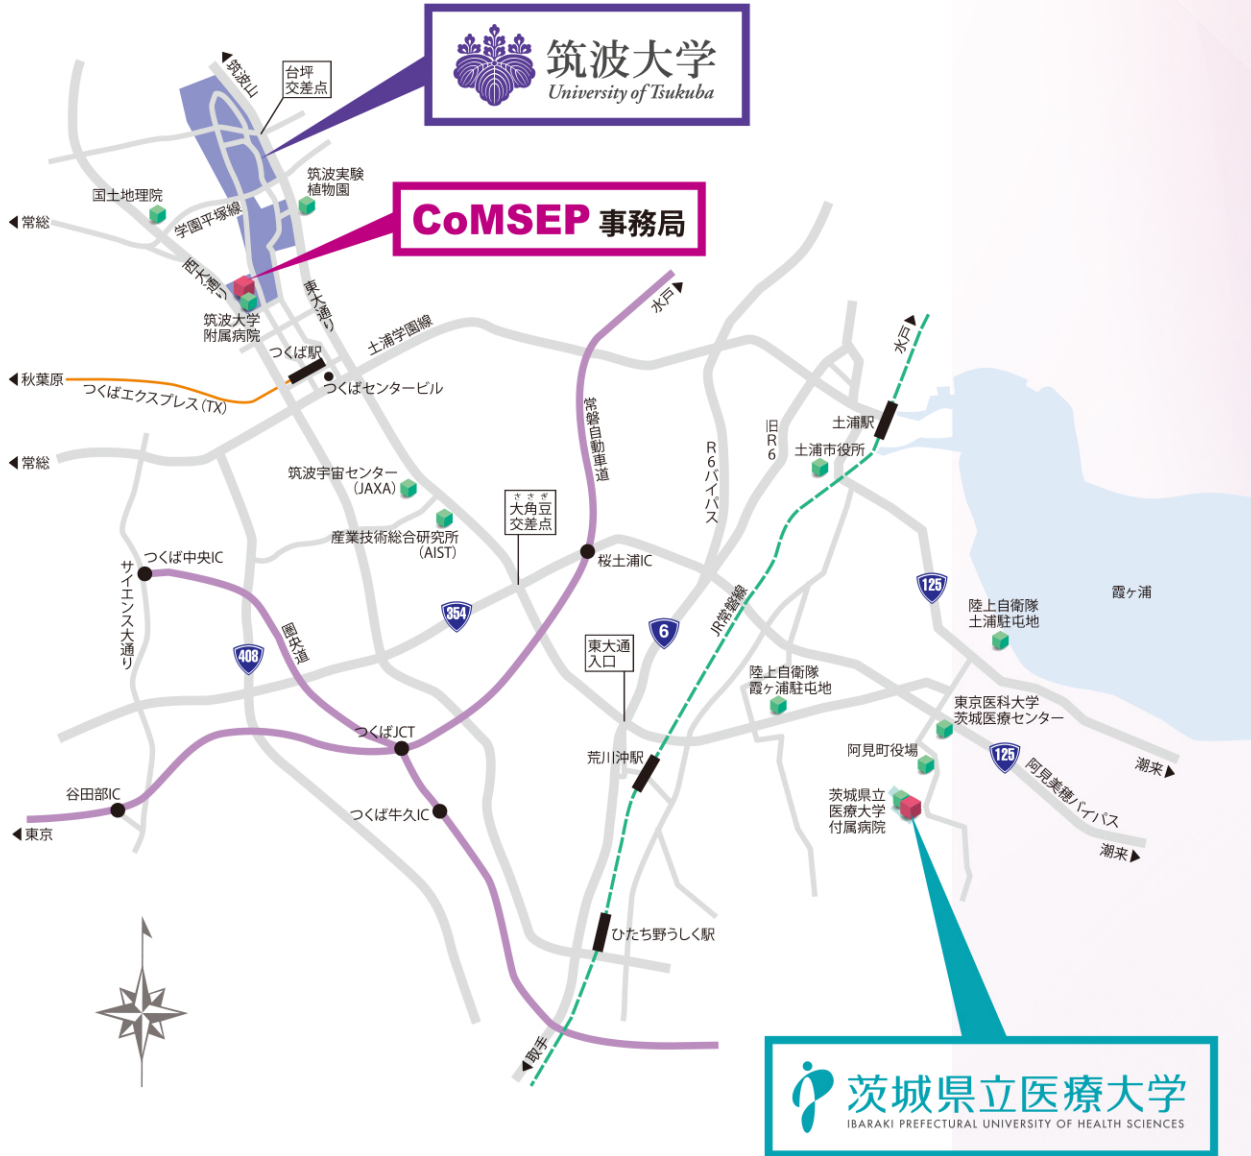 筑波大学
University of Tsukuba
◀筑波山
台坪
交差点
筑波実験
植物園
国土地理院
◀常総
学園平塚線
CoMSEP 事務局
西大通り
東大通り
筑波大学
附属病院
水戸▶
土浦学園線
水戸▶
つくば駅
◀秋葉原
つくばエクスプレス(TX)
つくばセンタービル
常磐自動車道
旧R6
R6バイパス
土浦駅
土浦市役所
◀常総
筑波宇宙センター
(JAXA)
ささぎ
大角豆
交差点
産業技術総合研究所
(AIST)
つくば中央IC
桜土浦IC
サイエンス大通り
125
霞ヶ浦
陸上自衛隊
土浦駐屯地
354
JR常磐線
圏央道
6
408
東大通
入口
陸上自衛隊
霞ヶ浦駐屯地
東京医科大学
茨城医療センター
つくばJCT
荒川沖駅
阿見町役場
125
潮来▶
阿見美穂バイパス
谷田部IC
◀東京
つくば牛久IC
茨城県立
医療大学
付属病院
潮来▶
ひたち野うしく駅
◀取手
茨城県立医療大学
IBARAKI PREFECTURAL UNIVERSITY OF HEALTH SCIENCES